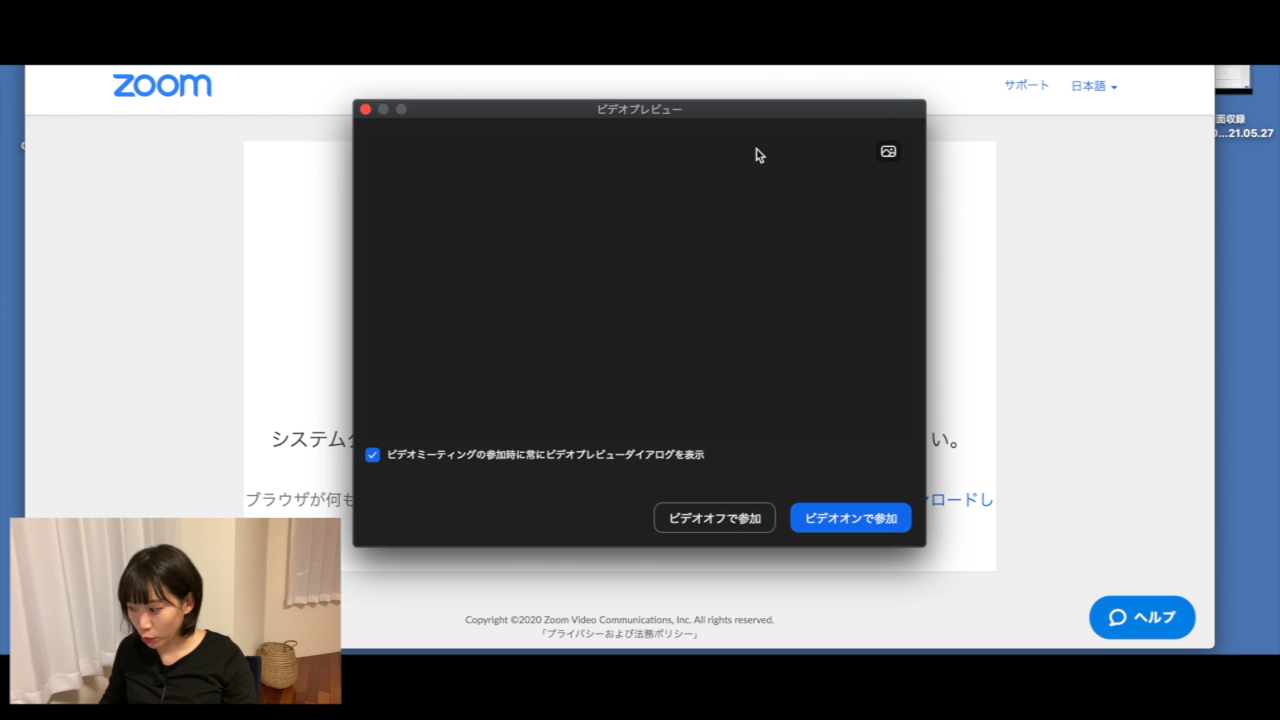 zoom
サポート
日本語
ビデオプレビュー
面収録
0...21.05.27
システム
い。
ビデオミーティングの参加時に常にビデオプレビューダイアログを表示
ブラウザが何も
ンロードし
ビデオオフで参加
ビデオオンで参加
ヘルプ
Copyright ©2020 Zoom Video Communications, Inc. All rights reserved.
「プライバシーおよび法務ポリシー」